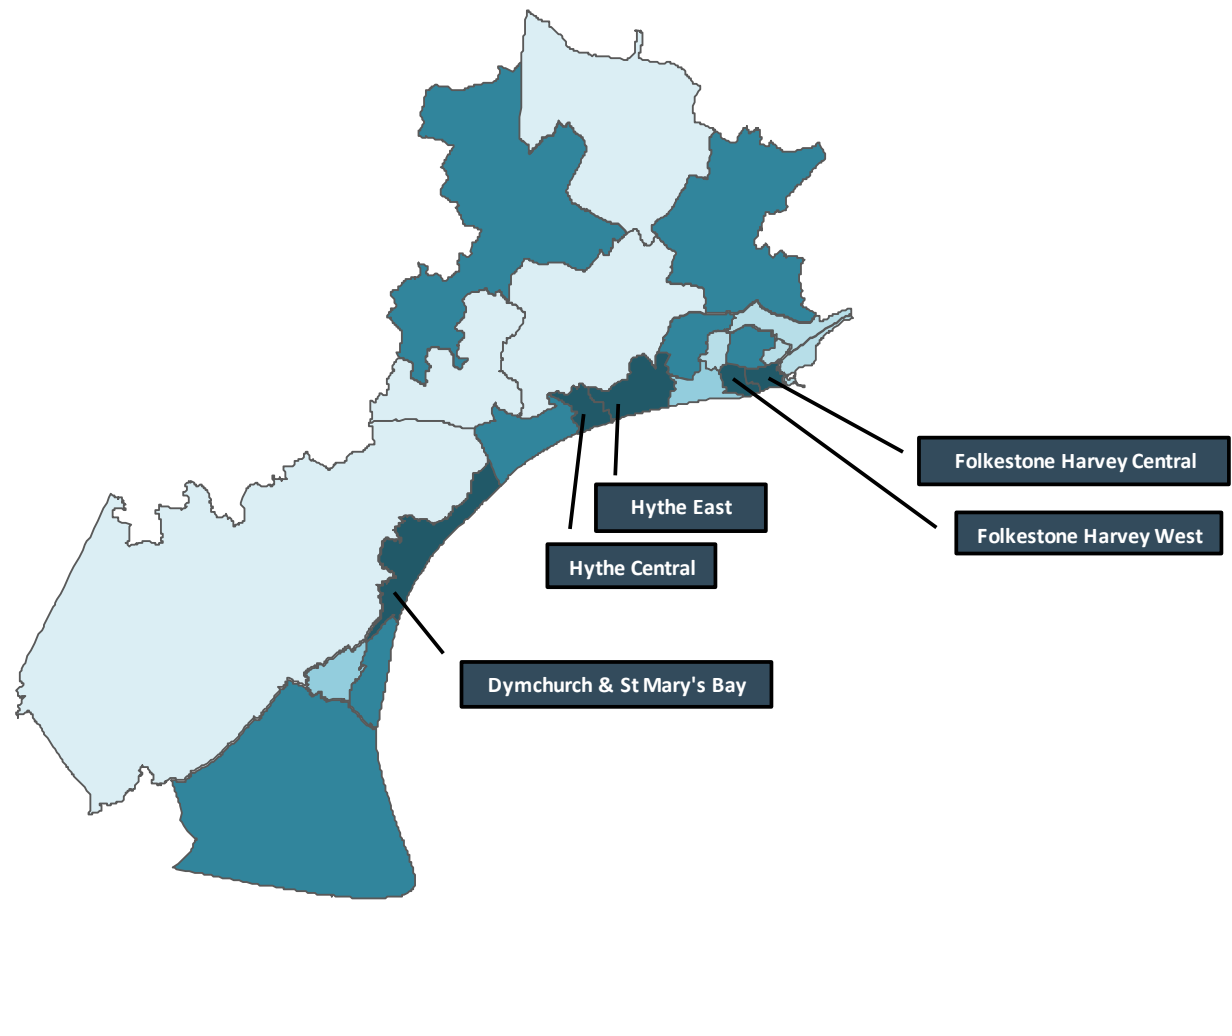 Folkestone Harvey Central
Hythe East
Folkestone Harvey West
Hythe Central
Dymchurch & St Mary's Bay